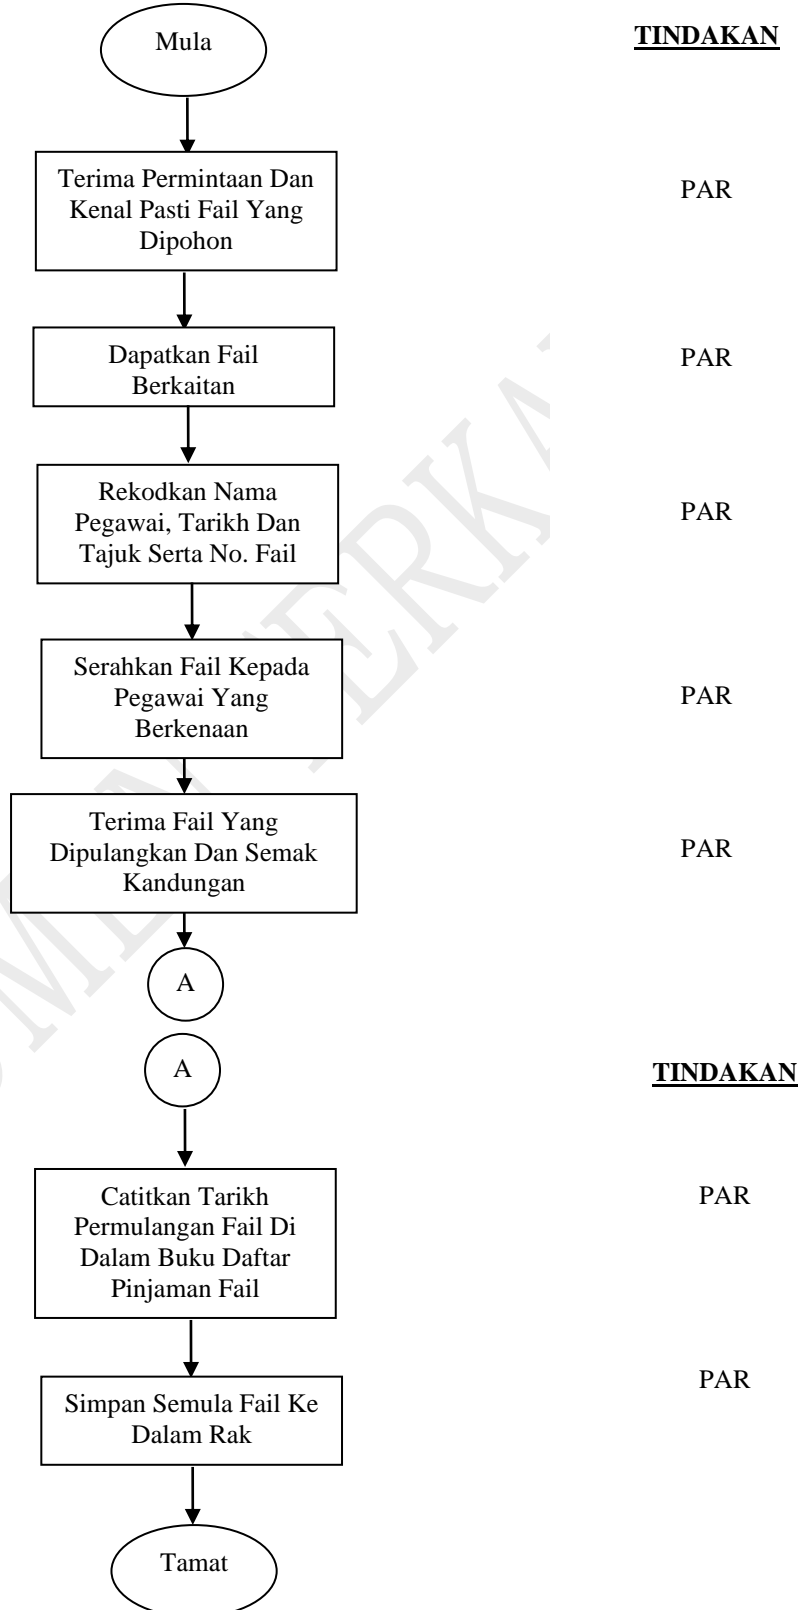 Mula
TINDAKAN
Terima Permintaan Dan
Kenal Pasti Fail Yang
Dipohon
PAR
Dapatkan Fail
Berkaitan
PAR
Rekodkan Nama
Pegawai, Tarikh Dan
Tajuk Serta No. Fail
PAR
Serahkan Fail Kepada
Pegawai Yang
Berkenaan
PAR
Terima Fail Yang
Dipulangkan Dan Semak
Kandungan
PAR
A
A
TINDAKAN
Catitkan Tarikh
Permulangan Fail Di
Dalam Buku Daftar
Pinjaman Fail
PAR
Simpan Semula Fail Ke
Dalam Rak
PAR
Tamat